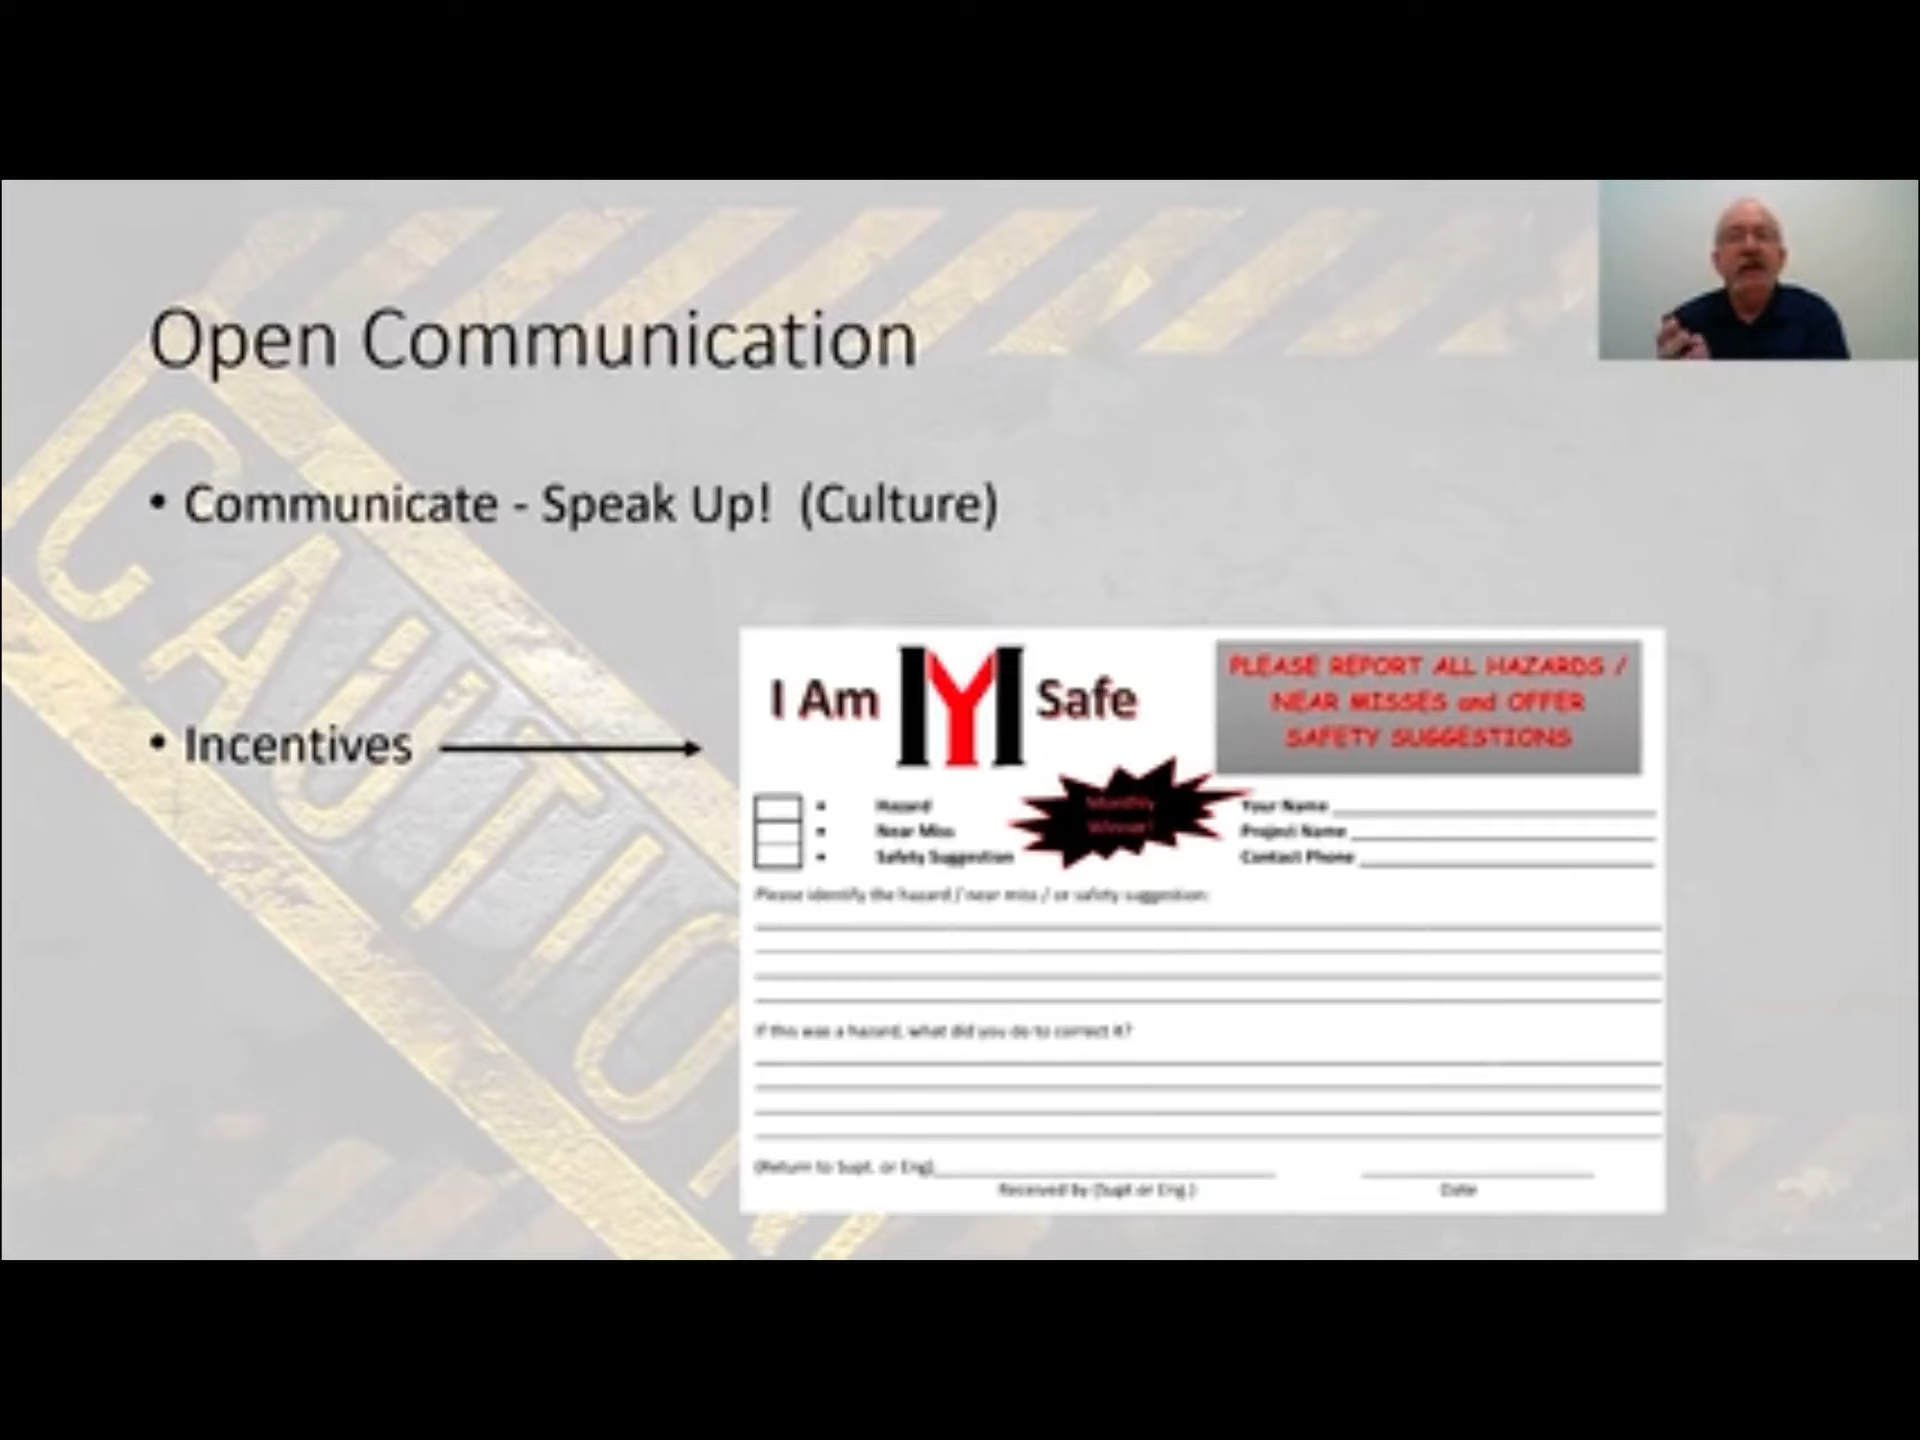 Open Communication
• Communicate - Speak Up! (Culture)
• Incentives
I Am IYI Safe
PLEASE REPORT ALL HAZARDS /
NEAR MISSES and OFFER
SAFETY SUGGESTIONS
• Hazard
• Near Miss
• Safety Suggestion
Monthly
Winner!
Your Name
Project Name
Contact Phone
Please identify the hazard / near miss / or safety suggestion:
If this was a hazard, what did you do to correct it?
(Return to Supt. or Eng)
Received by (Supt or Eng.)
Date
CAUTION